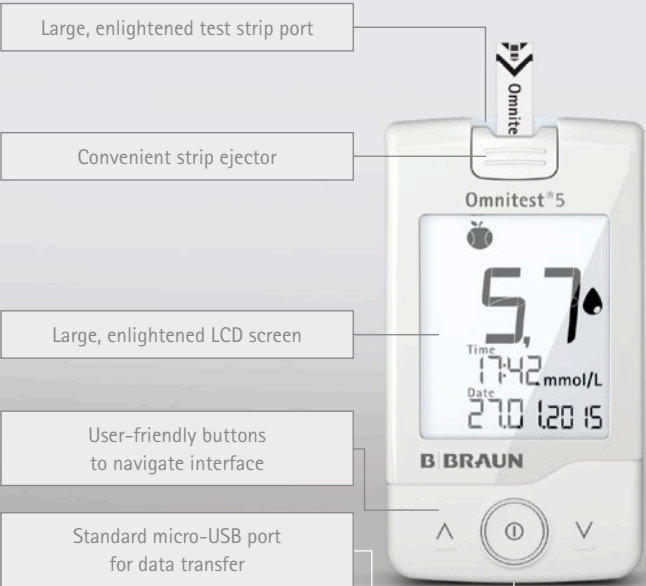 Large, enlightened test strip port
Omnite
Convenient strip ejector
Omnitest®5
5,7
Large, enlightened LCD screen
Time
17:42 mmol/L
Date
27.01.2015
User-friendly buttons
to navigate interface
B|BRAUN
Standard micro-USB port
for data transfer